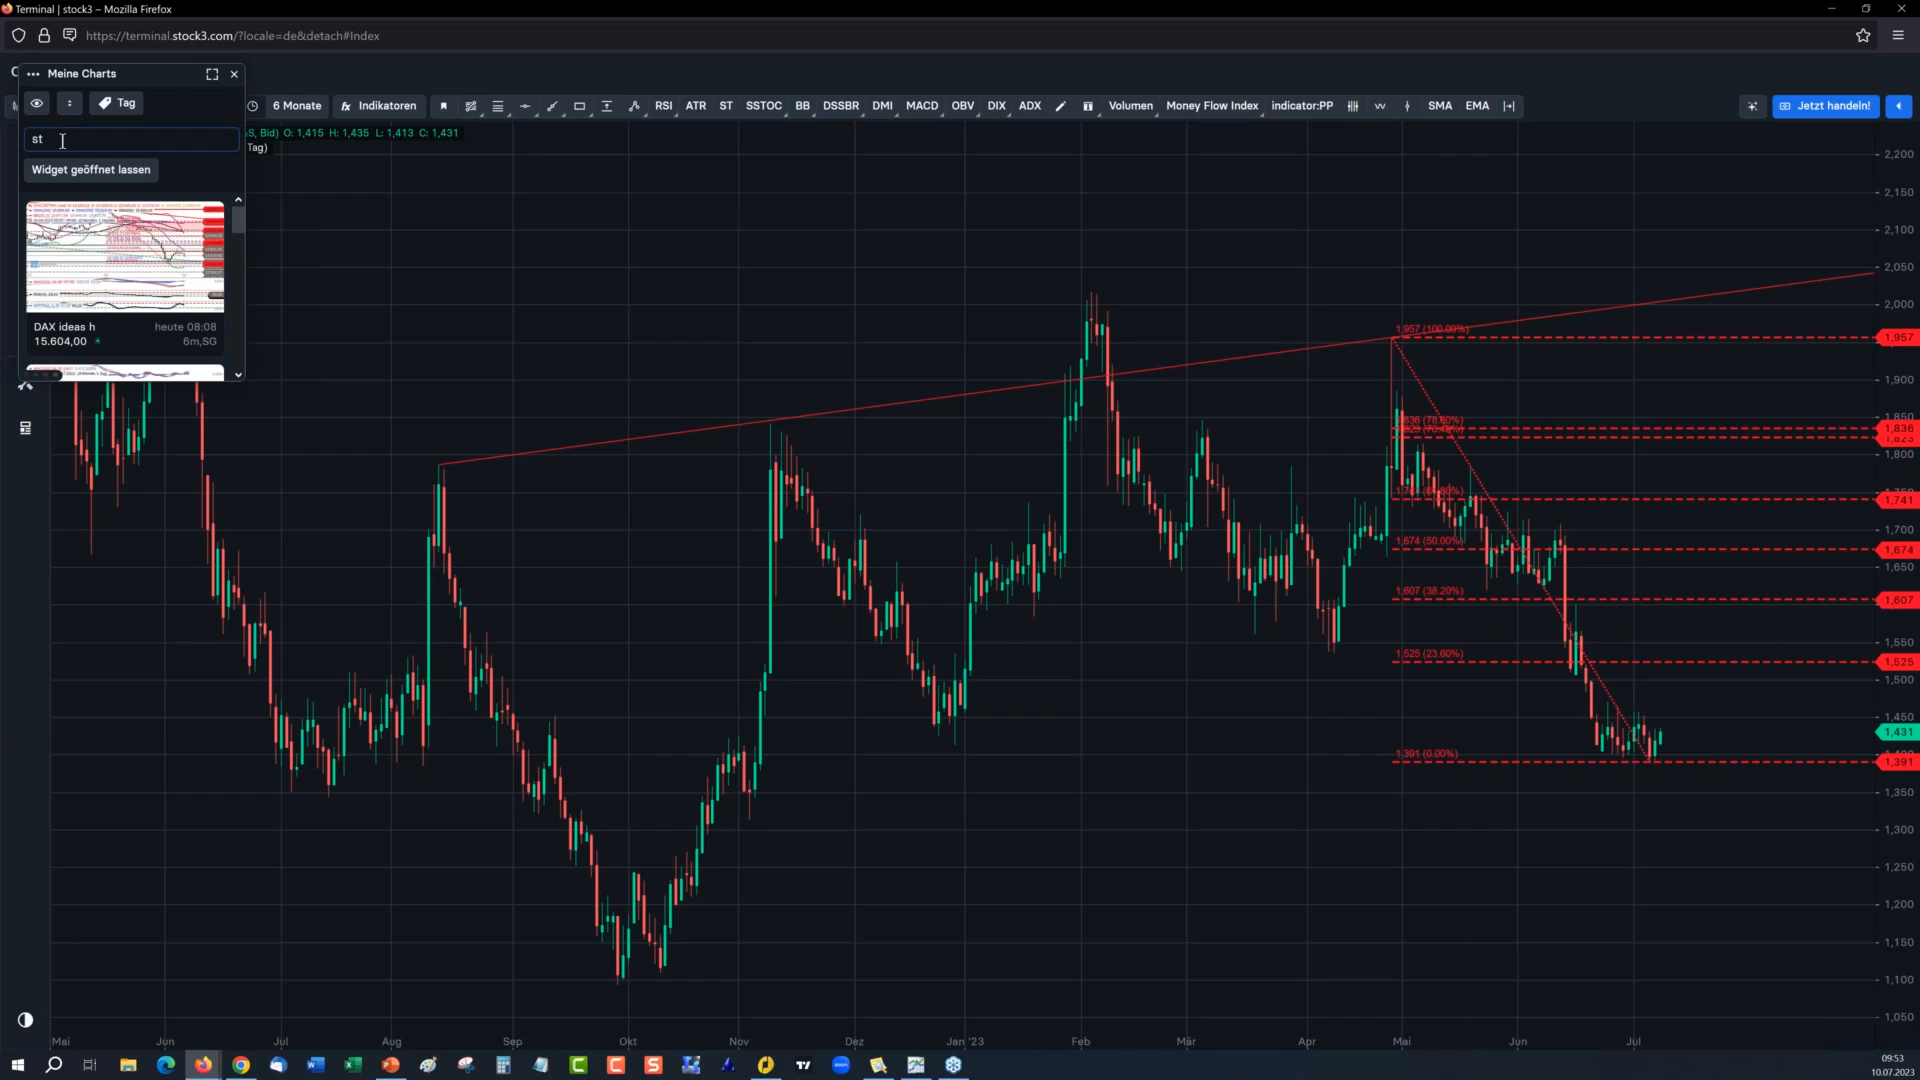 Terminal | stock3 – Mozilla Firefox
https://terminal.stock3.com/?locale=de&detach#Index
Meine Charts
Tag
6 Monate
fx Indikatoren
RSI
ATR
ST
SSTOC
BB
DSSBR
DMI
MACD
OBV
DIX
ADX
Volumen
Money Flow Index
indicator:PP
SMA
EMA
Jetzt handeln!
st
S, Bid) O: 1,415 H: 1,435 L: 1,413 C: 1,431
Tag)
Widget geöffnet lassen
DAX ideas h
heute 08:08
15.604,00
6m,SG
2,200
2,150
2,100
2,050
2,000
1,957 (100.00%)
1,957
1,900
1,850
1,836
1,823
1,800
1,741
1,700
1,674 (50.00%)
1,674
1,650
1,607 (38.20%)
1,607
1,550
1,525 (23.60%)
1,525
1,500
1,450
1,431
1,391 (0.00%)
1,391
1,350
1,300
1,250
1,200
1,150
1,100
1,050
Mai
Jun
Jul
Aug
Sep
Okt
Nov
Dez
Jan '23
Feb
Mär
Apr
Mai
Jun
Jul
09:53
10.07.2023